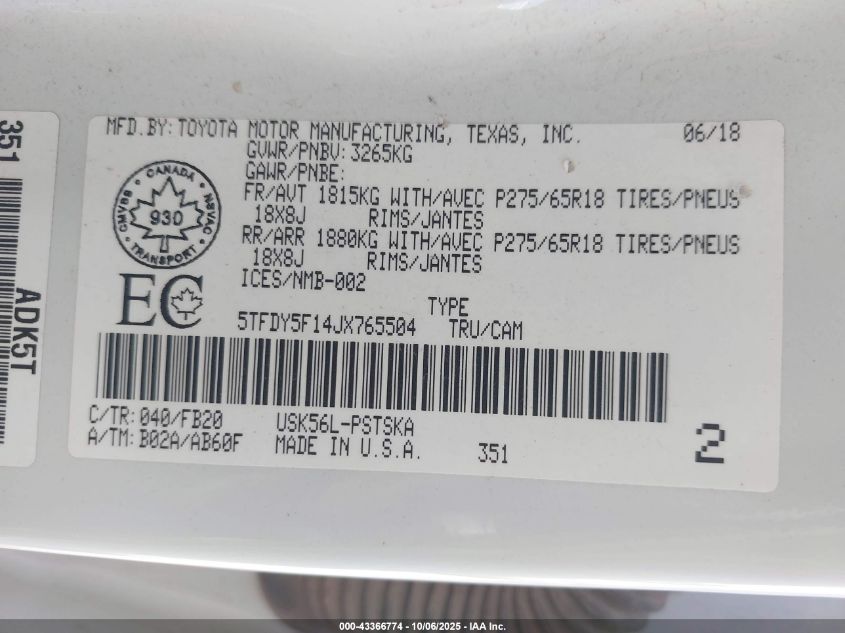 MFD.BY:TOYOTA MOTOR MANUFACTURING, TEXAS, INC. 06/18
GVWR/PNBV:3265KG
GAWR/PNBE:
FR/AVT 1815KG WITH/AVEC P275/65R18 TIRES/PNEUS
18X8J RIMS/JANTES
RR/ARR 1880KG WITH/AVEC P275/65R18 TIRES/PNEUS
18X8J RIMS/JANTES
ICES/NMB-002
CANADA
CMVSS
930
NSVAC
TRANSPORT
EC
TYPE
5TFDY5F14JX765504 TRU/CAM
C/TR:040/FB20 USK56L-PSTSKA
A/TM:B02A/AB60F MADE IN U.S.A. 351
2
351
ADK5T
000-43366774 - 10/06/2025 - IAA Inc.